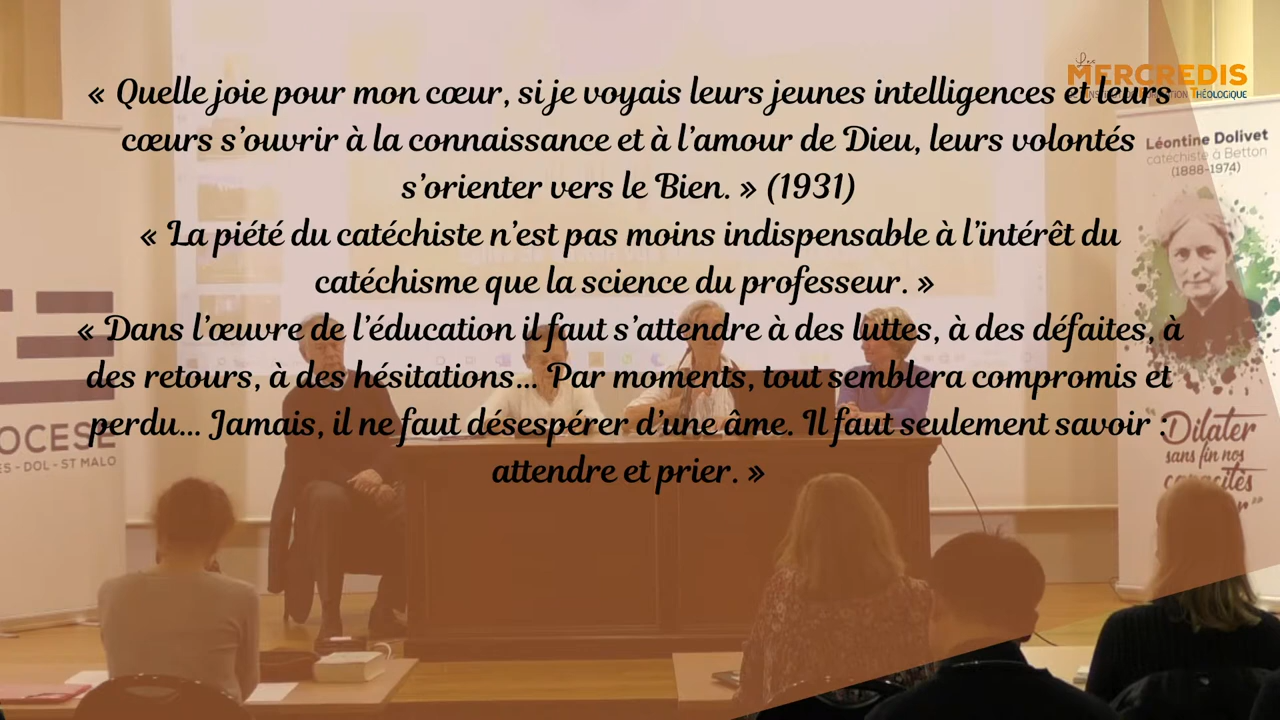 Les
MERCREDIS
THÉOLOGIQUE
« Quelle joie pour mon cœur, si je voyais leurs jeunes intelligences et leurs
cœurs s’ouvrir à la connaissance et à l’amour de Dieu, leurs volontés
s’orienter vers le Bien. » (1931)
« La piété du catéchiste n’est pas moins indispensable à l’intérêt du
catéchisme que la science du professeur. »
« Dans l’œuvre de l’éducation il faut s’attendre à des luttes, à des défaites, à
des retours, à des hésitations... Par moments, tout semblera compromis et
perdu... Jamais, il ne faut désespérer d’une âme. Il faut seulement savoir :
attendre et prier. »
Léontine Dolivet
catéchiste à Betton
(1888-1974)
"Dilater
sans fin nos
capacités
OCESE
ES - DOL - ST MALO